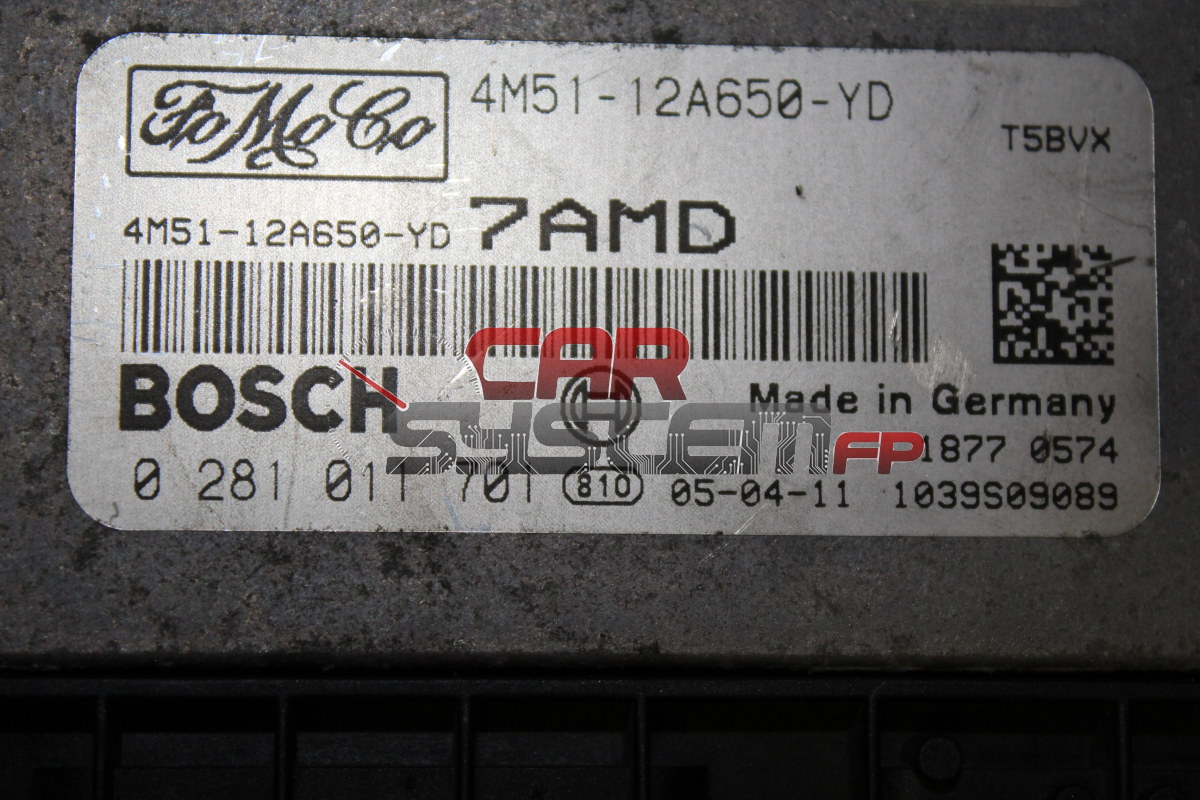 FoMoCo
4M51-12A650-YD
T5BVX
4M51-12A650-YD 7AMD
BOSCH
CAR
SYSTEM FP
Made in Germany
1877 0574
0 281 011 701 810 05-04-11 1039S09089